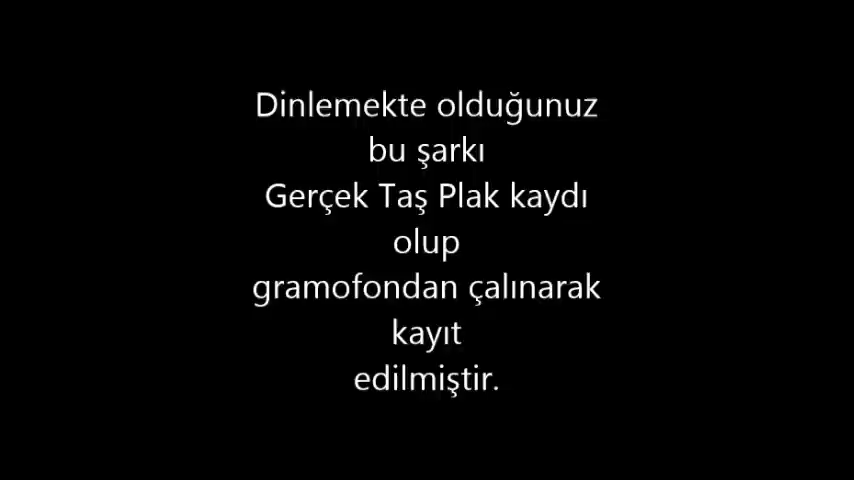 Dinlemekte olduğunuz
bu şarkı
Gerçek Taş Plak kaydı
olup
gramofondan çalınarak
kayıt
edilmiştir.